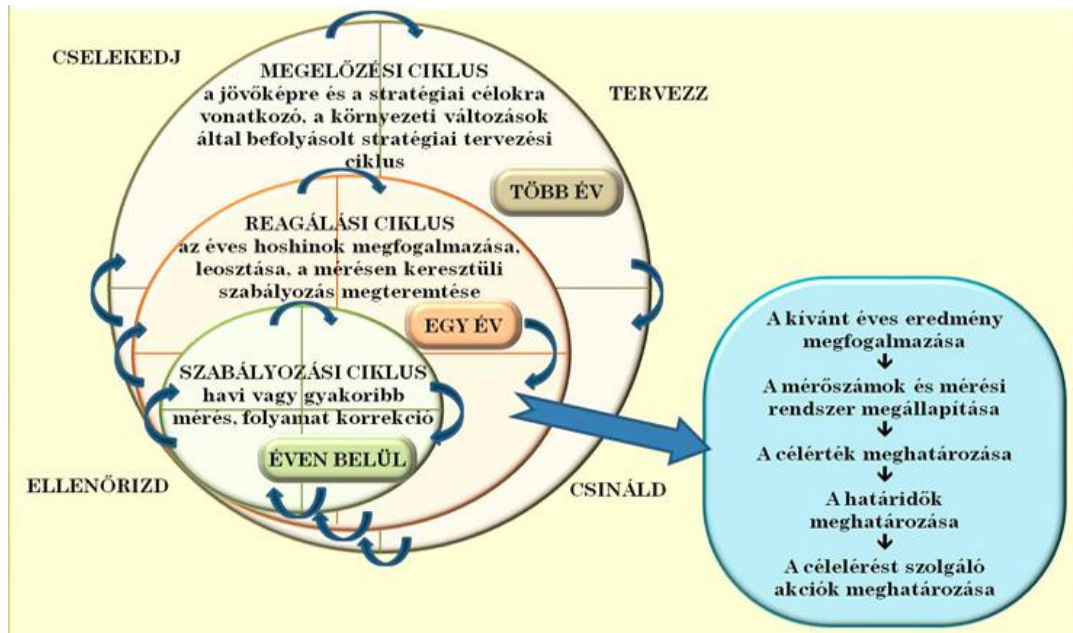 CSELEKEDJ
MEGELŐZÉSI CIKLUS
a jövőképre és a stratégiai célokra
vonatkozó, a környezeti változások
által befolyásolt stratégiai tervezési
ciklus
TERVEZZ
TÖBB ÉV
REAGÁLÁSI CIKLUS
az éves hoshinok megfogalmazása,
leosztása, a mérésen keresztüli
szabályozás megteremtése
EGY ÉV
SZABÁLYOZÁSI CIKLUS
havi vagy gyakoribb
mérés, folyamat korrekció
ÉVEN BELÜL
ELLENŐRIZD
CSINÁLD
A kívánt éves eredmény
megfogalmazása
A mérőszámok és mérési
rendszer megállapítása
A célérték meghatározása
A határidők
meghatározása
A célelérést szolgáló
akciók meghatározása